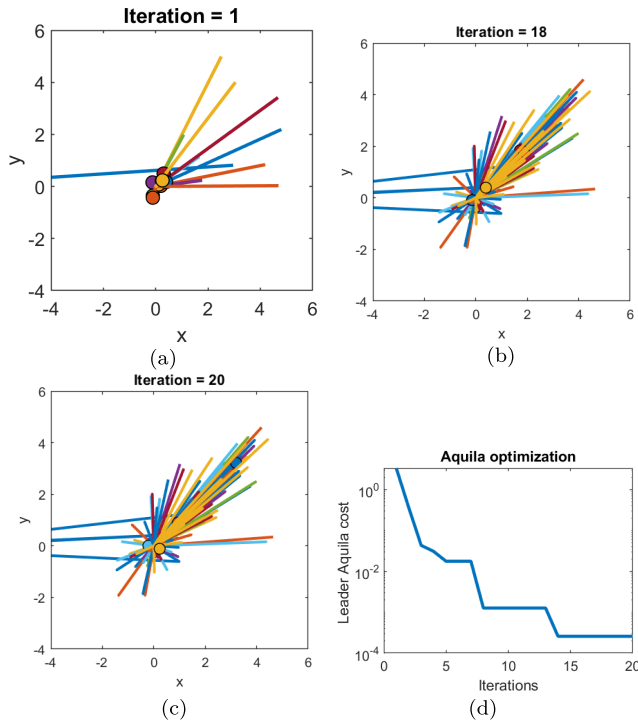 Iteration = 1
6
4
2
0
-2
-4
-4
-2
0
2
4
6
y
x
(a)
Iteration = 18
6
4
2
0
-2
-4
-4
-2
0
2
4
6
y
x
(b)
Iteration = 20
6
4
2
0
-2
-4
-4
-2
0
2
4
6
y
x
(c)
Aquila optimization
10^0
10^-2
10^-4
0
5
10
15
20
Leader Aquila cost
Iterations
(d)